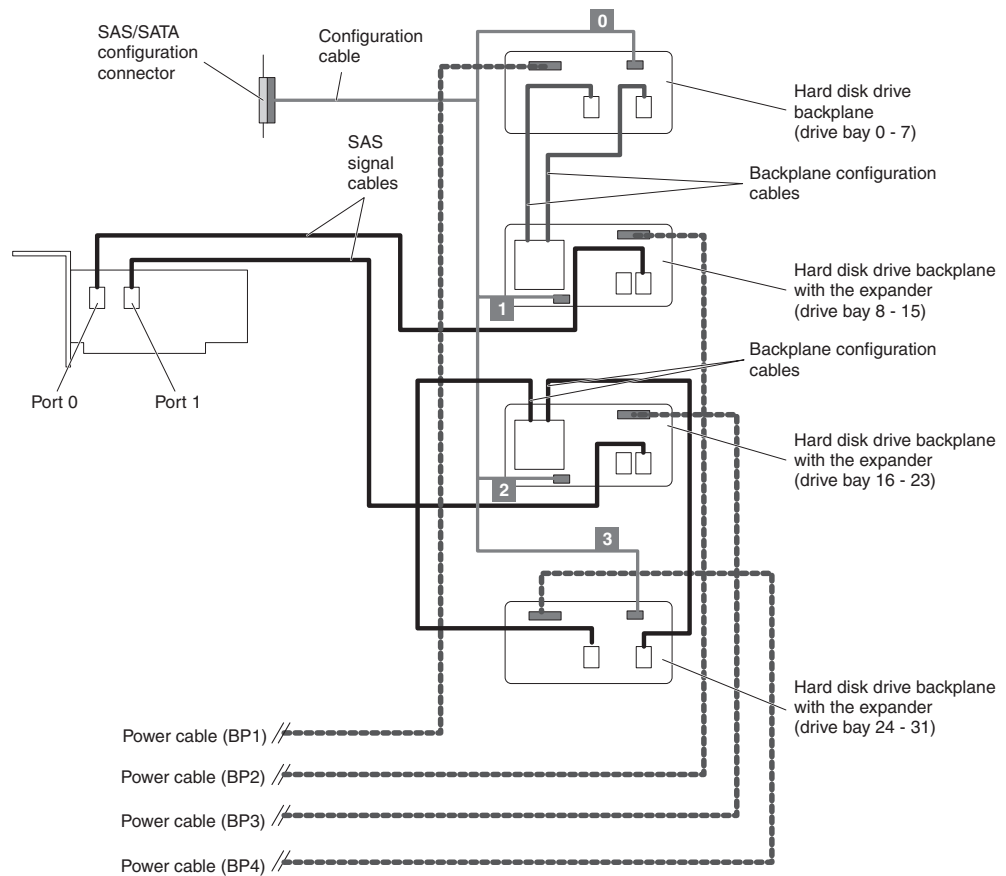 0
SAS/SATA
configuration
connector
Configuration
cable
Hard disk drive
backplane
(drive bay 0 - 7)
SAS
signal
cables
Backplane configuration
cables
Hard disk drive backplane
with the expander
(drive bay 8 - 15)
1
Backplane configuration
cables
Port 0
Port 1
Hard disk drive backplane
with the expander
(drive bay 16 - 23)
2
3
Hard disk drive backplane
with the expander
(drive bay 24 - 31)
Power cable (BP1)
Power cable (BP2)
Power cable (BP3)
Power cable (BP4)